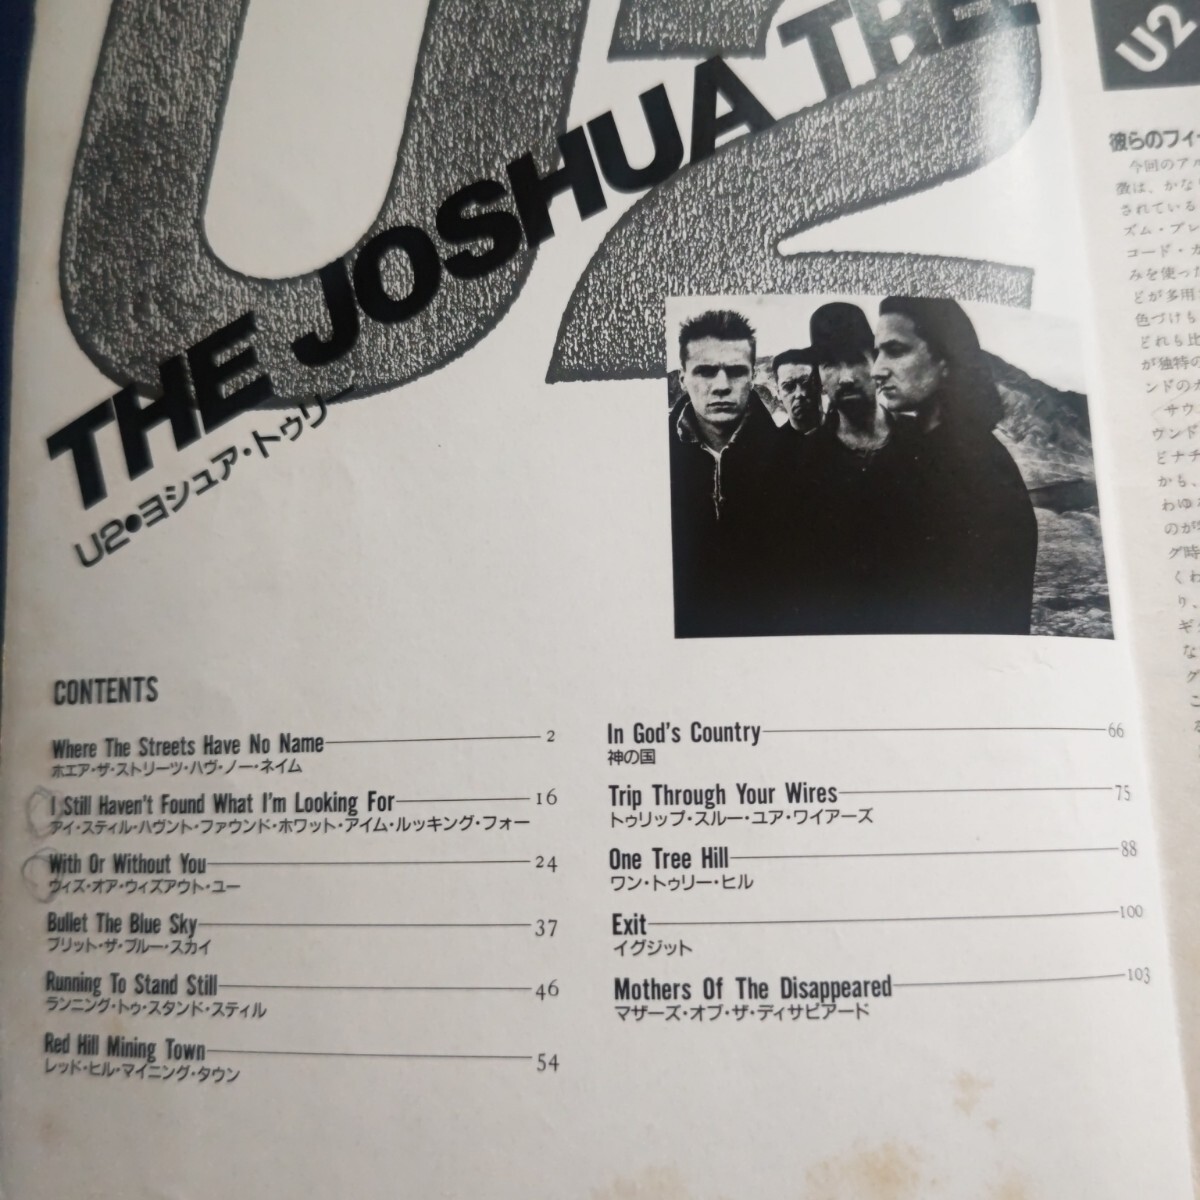 U2
THE JOSHUA TRE
U2●ヨシュア・トゥリー
CONTENTS
Where The Streets Have No Name 2
ホエア・ザ・ストリーツ・ハヴ・ノー・ネイム
I Still Haven't Found What I'm Looking For 16
アイ・スティル・ハヴント・ファウンド・ホワット・アイム・ルッキング・フォー
With Or Without You 24
ウィズ・オア・ウィズアウト・ユー
Bullet The Blue Sky 37
ブリット・ザ・ブルー・スカイ
Running To Stand Still 46
ランニング・トゥ・スタンド・スティル
Red Hill Mining Town 54
レッド・ヒル・マイニング・タウン
In God's Country 66
神の国
Trip Through Your Wires 75
トゥリップ・スルー・ユア・ワイアーズ
One Tree Hill 88
ワン・トゥリー・ヒル
Exit 100
イグジット
Mothers Of The Disappeared 103
マザーズ・オブ・ザ・ディサピアード
U2
彼らのフィー
今回のアル
徴は、かな
されている
ズム・プレ
コード・カ
みを使った
どが多用
色づけも
どれも比
が独特の
ンドのカ
サウ
ヴンド
ピナチ
かも、
わゆ
のが
グ時
くわ
り、
ギ
な
グ
こ
る